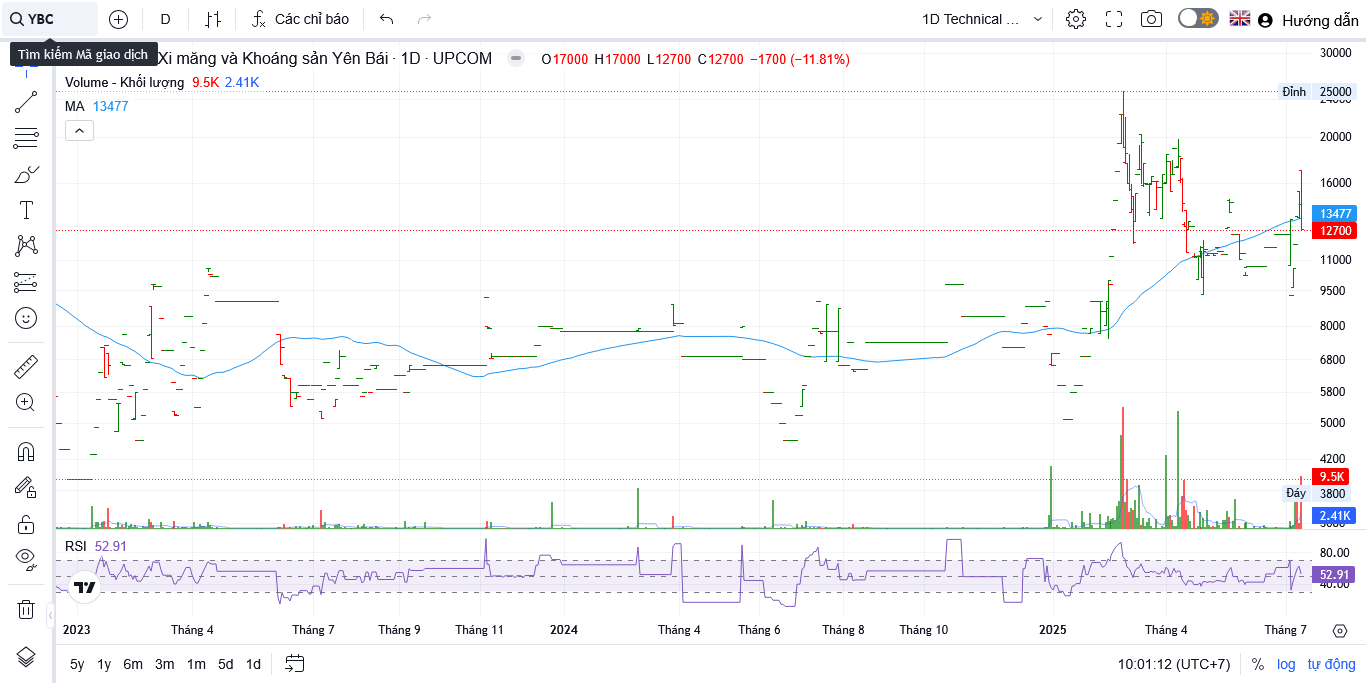 YBC
D
Các chỉ báo
1D Technical ...
Hướng dẫn
Tìm kiếm Mã giao dịch
Xi măng và Khoáng sản Yên Bái · 1D · UPCOM
O17000 H17000 L12700 C12700 −1700 (−11.81%)
Volume - Khối lượng 9.5K 2.41K
MA 13477
30000
Đỉnh 25000
20000
16000
13477
12700
11000
9500
8000
6800
5800
5000
4200
9.5K
Đáy 3800
2.41K
RSI 52.91
80.00
52.91
40.00
2023 Tháng 4 Tháng 7 Tháng 9 Tháng 11 2024 Tháng 4 Tháng 6 Tháng 8 Tháng 10 2025 Tháng 4 Tháng 7
5y 1y 6m 3m 1m 5d 1d
10:01:12 (UTC+7) % log tự động